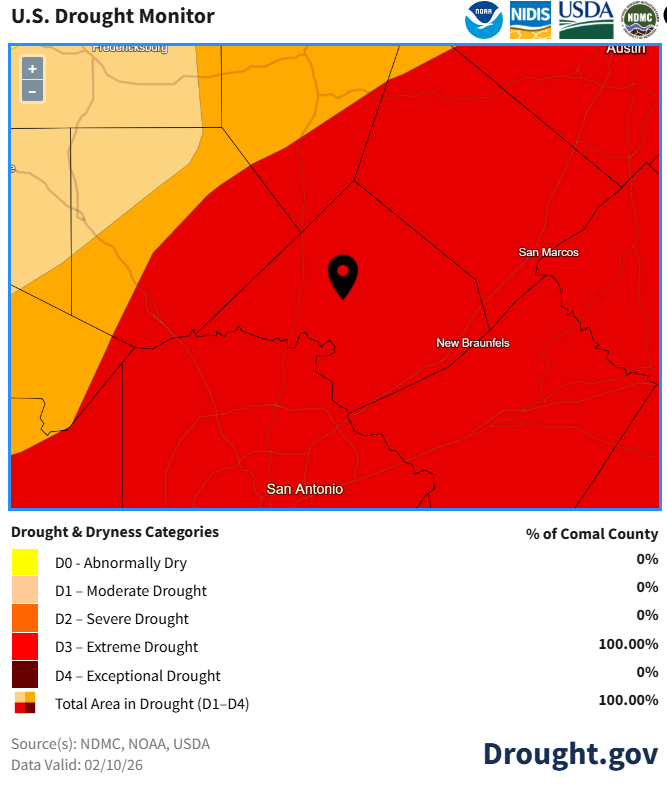 U.S. Drought Monitor
NOAA
NIDIS
USDA
NDMC
Fredericksburg
Austin
+
–
e
San Marcos
New Braunfels
San Antonio
Drought & Dryness Categories
% of Comal County
D0 - Abnormally Dry
0%
D1 – Moderate Drought
0%
D2 – Severe Drought
0%
D3 – Extreme Drought
100.00%
D4 – Exceptional Drought
0%
Total Area in Drought (D1–D4)
100.00%
Source(s): NDMC, NOAA, USDA
Data Valid: 02/10/26
Drought.gov